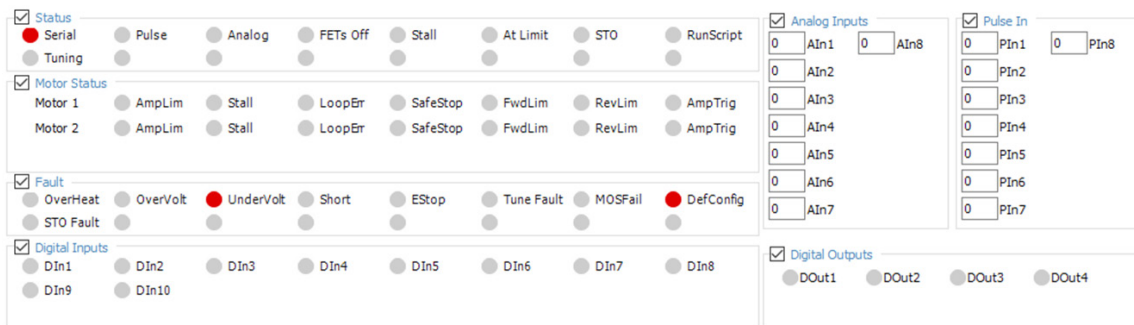 Status
Serial Pulse Analog FETs Off Stall At Limit STO RunScript
Tuning
Motor Status
Motor 1 AmpLim Stall LoopErr SafeStop FwdLim RevLim AmpTrig
Motor 2 AmpLim Stall LoopErr SafeStop FwdLim RevLim AmpTrig
Fault
OverHeat OverVolt UnderVolt Short EStop Tune Fault MOSFail DefConfig
STO Fault
Digital Inputs
DIn1 DIn2 DIn3 DIn4 DIn5 DIn6 DIn7 DIn8
DIn9 DIn10
Analog Inputs
0 AIn1 0 AIn8
0 AIn2
0 AIn3
0 AIn4
0 AIn5
0 AIn6
0 AIn7
Pulse In
0 PIn1 0 PIn8
0 PIn2
0 PIn3
0 PIn4
0 PIn5
0 PIn6
0 PIn7
Digital Outputs
DOut1 DOut2 DOut3 DOut4